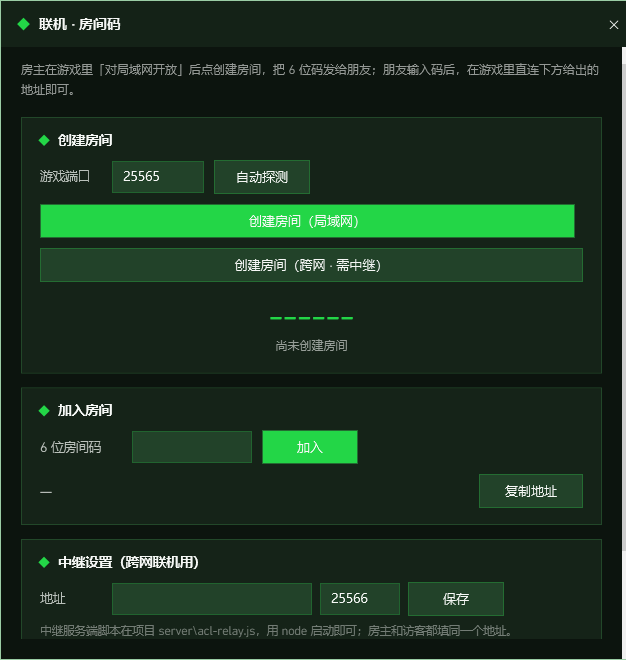 联机 · 房间码
房主在游戏里「对局域网开放」后点创建房间，把 6 位码发给朋友；朋友输入码后，在游戏里直连下方给出的
地址即可。
创建房间
游戏端口 25565 自动探测
创建房间（局域网）
创建房间（跨网 · 需中继）
——————
尚未创建房间
加入房间
6 位房间码 加入
—
复制地址
中继设置（跨网联机用）
地址 25566 保存
中继服务端脚本在项目 server\acl-relay.js，用 node 启动即可；房主和访客都填同一个地址。